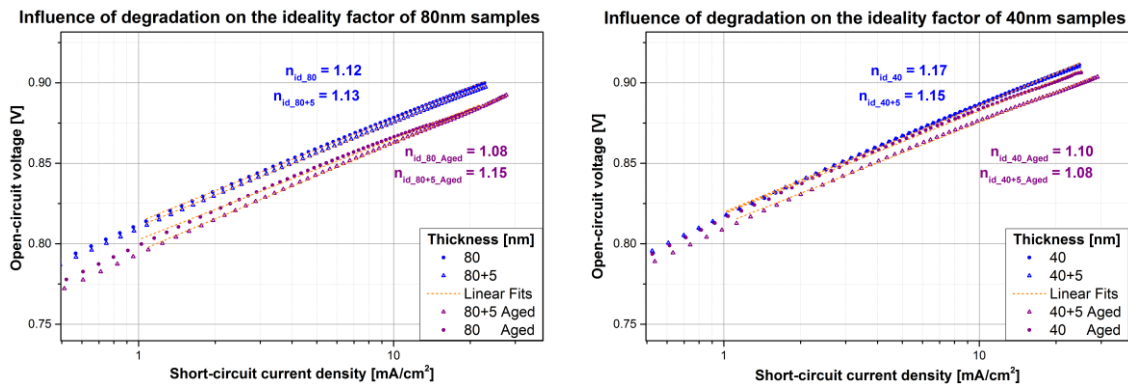 Influence of degradation on the ideality factor of 80nm samples
0.90
0.85
0.80
0.75
Open-circuit voltage [V]
n_id_80 = 1.12
n_id_80+5 = 1.13
n_id_80_Aged = 1.08
n_id_80+5_Aged = 1.15
Thickness [nm]
80
80+5
Linear Fits
80+5 Aged
80 Aged
1
10
Short-circuit current density [mA/cm²]
Influence of degradation on the ideality factor of 40nm samples
0.90
0.85
0.80
0.75
Open-circuit voltage [V]
n_id_40 = 1.17
n_id_40+5 = 1.15
n_id_40_Aged = 1.10
n_id_40+5_Aged = 1.08
Thickness [nm]
40
40+5
Linear Fits
40+5 Aged
40 Aged
1
10
Short-circuit current density [mA/cm²]